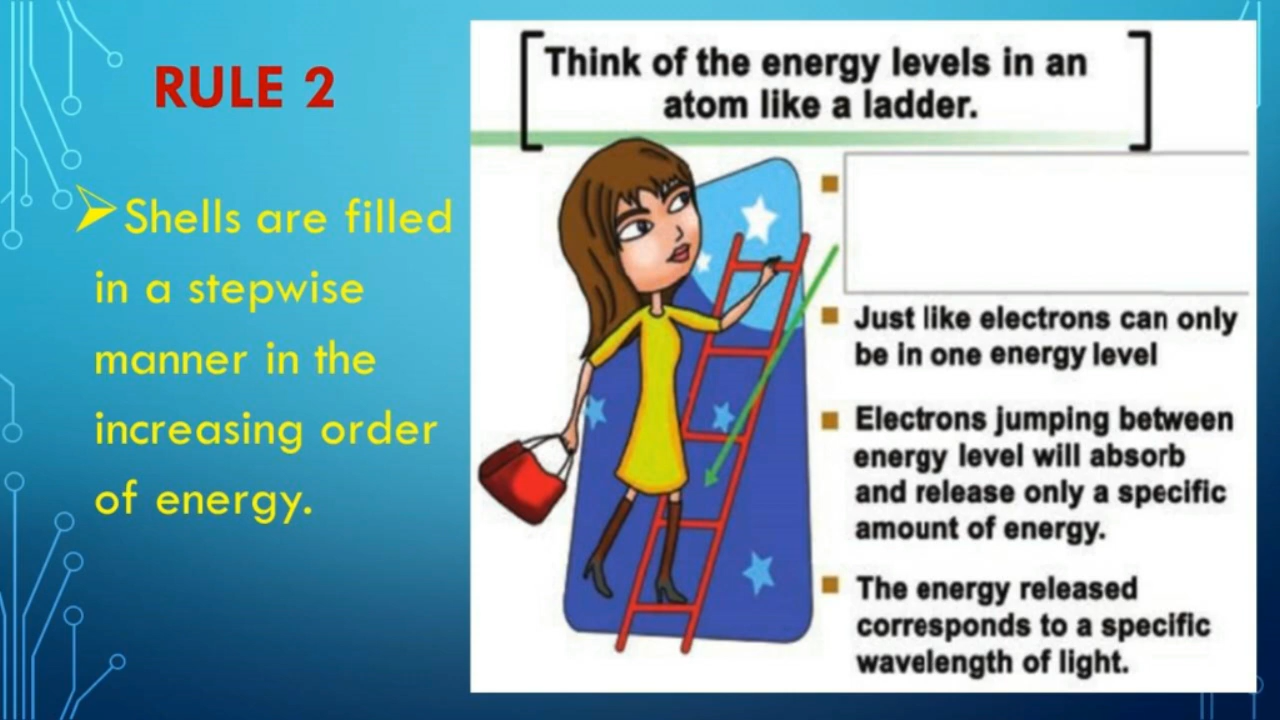 RULE 2
Shells are filled
in a stepwise
manner in the
increasing order
of energy.
Think of the energy levels in an
atom like a ladder.
Just like electrons can only
be in one energy level
Electrons jumping between
energy level will absorb
and release only a specific
amount of energy.
The energy released
corresponds to a specific
wavelength of light.